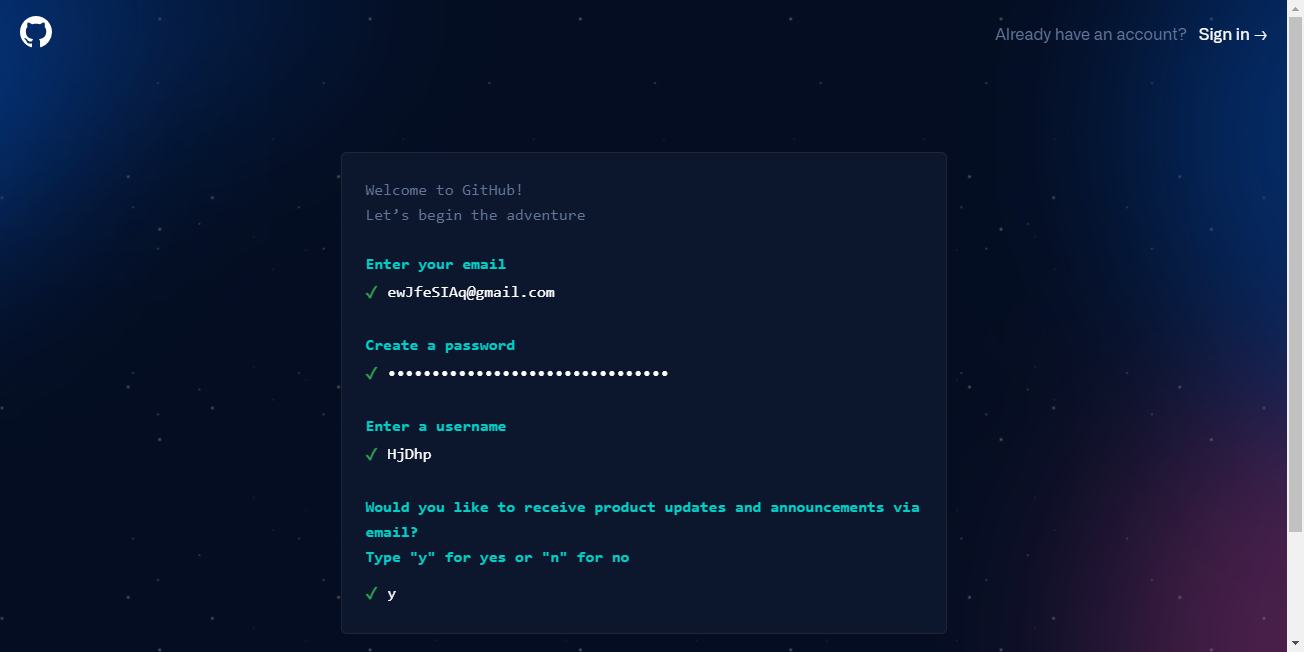 Already have an account? Sign in →
Welcome to GitHub!
Let’s begin the adventure
Enter your email
✓ ewJfeSIAq@gmail.com
Create a password
✓ ••••••••••••••••••••••••••••••••
Enter a username
✓ HjDhp
Would you like to receive product updates and announcements via
email?
Type "y" for yes or "n" for no
✓ y